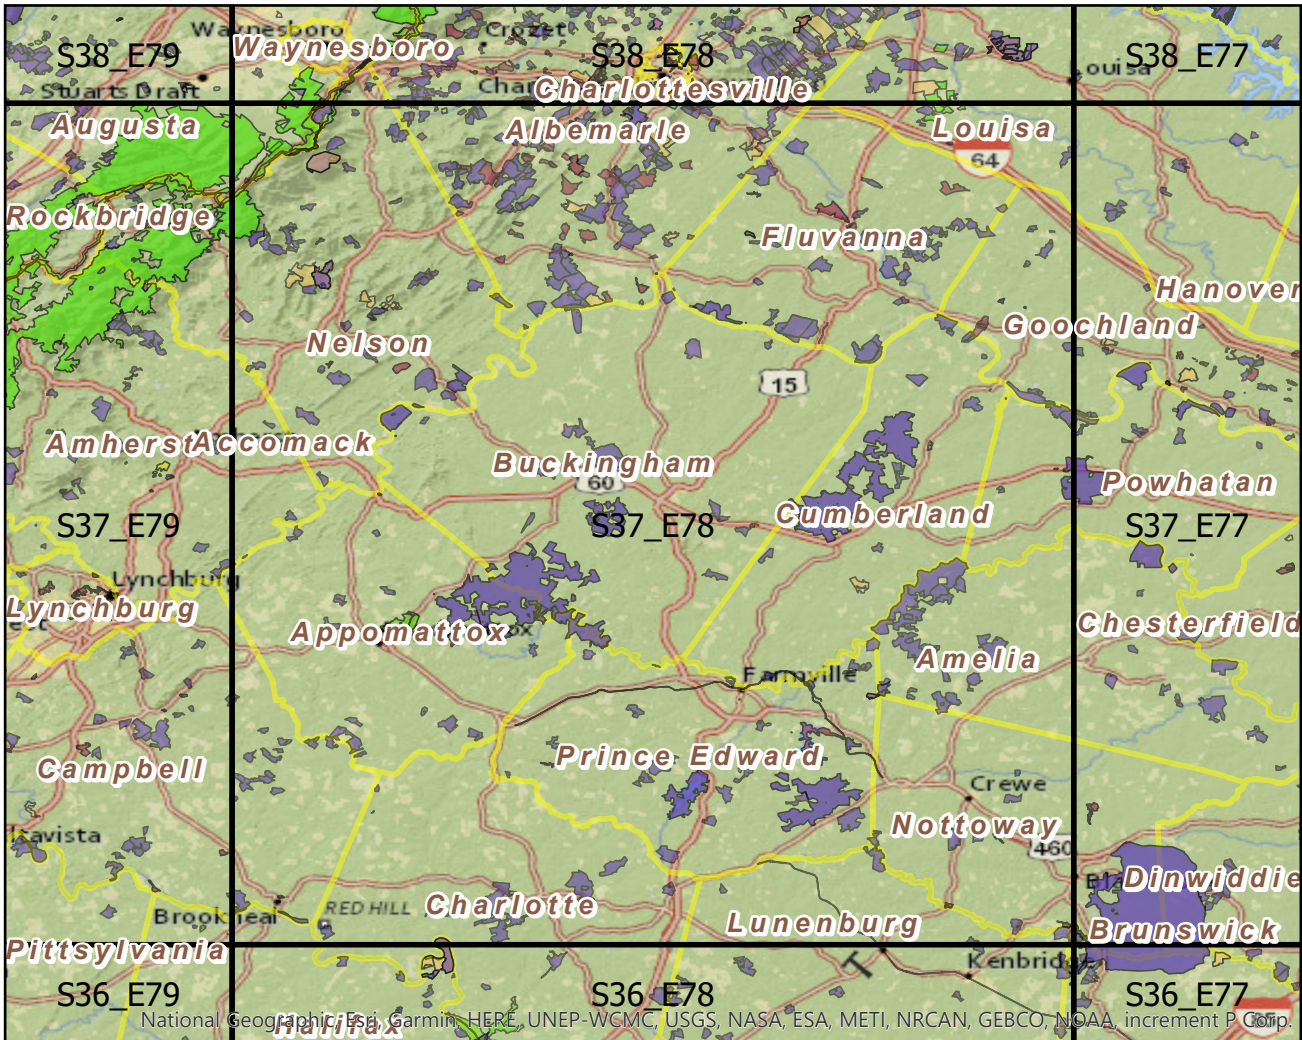 Waynesboro
Crozet
S38_E79
Waynesboro
S38_E78
S38_E77
Louisa
Stuarts Draft
Charlottesville
Augusta
Albemarle
Louisa
64
Rockbridge
Fluvanna
Hanover
Goochland
Nelson
15
Amherst
Accomack
Buckingham
60
Powhatan
Cumberland
S37_E79
S37_E78
S37_E77
Lynchburg
Lynchburg
Appomattox
Chesterfield
Amelia
Farmville
Prince Edward
Campbell
Crewe
Nottoway
460
Dinwiddie
RED HILL
Charlotte
Brookneal
Lunenburg
Brunswick
Pittsylvania
Kenbridge
S36_E79
S36_E78
S36_E77
Halifax
National Geographic, Esri, Garmin, HERE, UNEP-WCMC, USGS, NASA, ESA, METI, NRCAN, GEBCO, NOAA, increment P Corp.